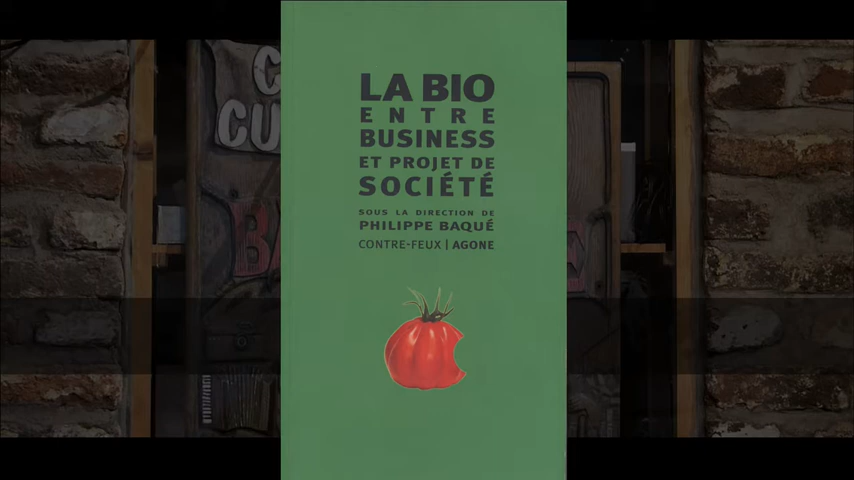 LA BIO
ENTRE
BUSINESS
ET PROJET DE
SOCIÉTÉ
SOUS LA DIRECTION DE
PHILIPPE BAQUÉ
CONTRE-FEUX | AGONE